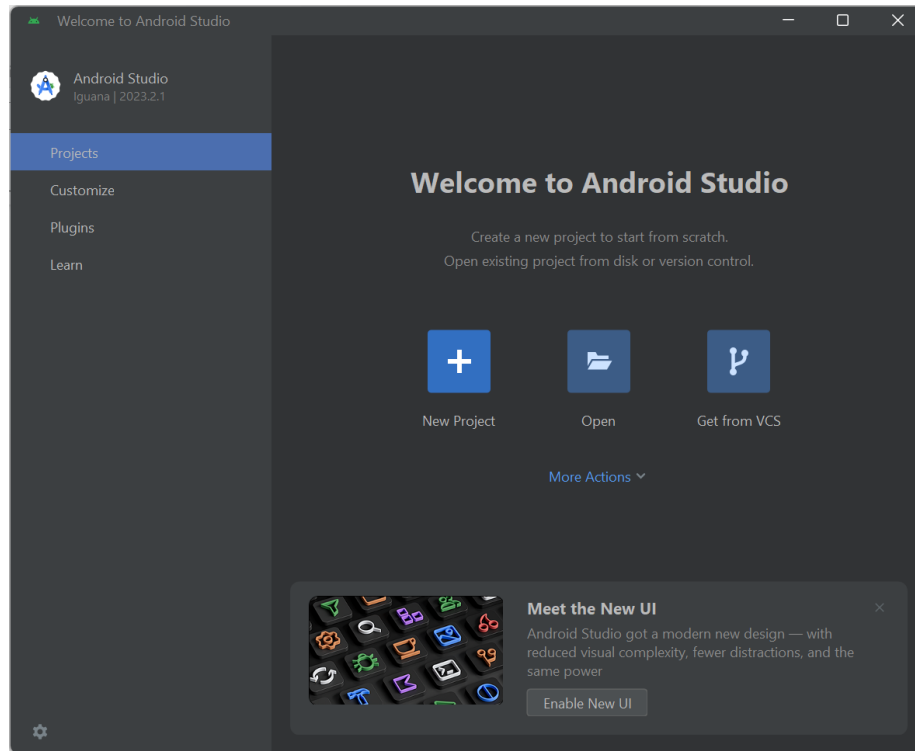 Welcome to Android Studio
Android Studio
Iguana | 2023.2.1
Projects
Customize
Plugins
Learn
Welcome to Android Studio
Create a new project to start from scratch.
Open existing project from disk or version control.
New Project
Open
Get from VCS
More Actions
Meet the New UI
Android Studio got a modern new design — with
reduced visual complexity, fewer distractions, and the
same power
Enable New UI